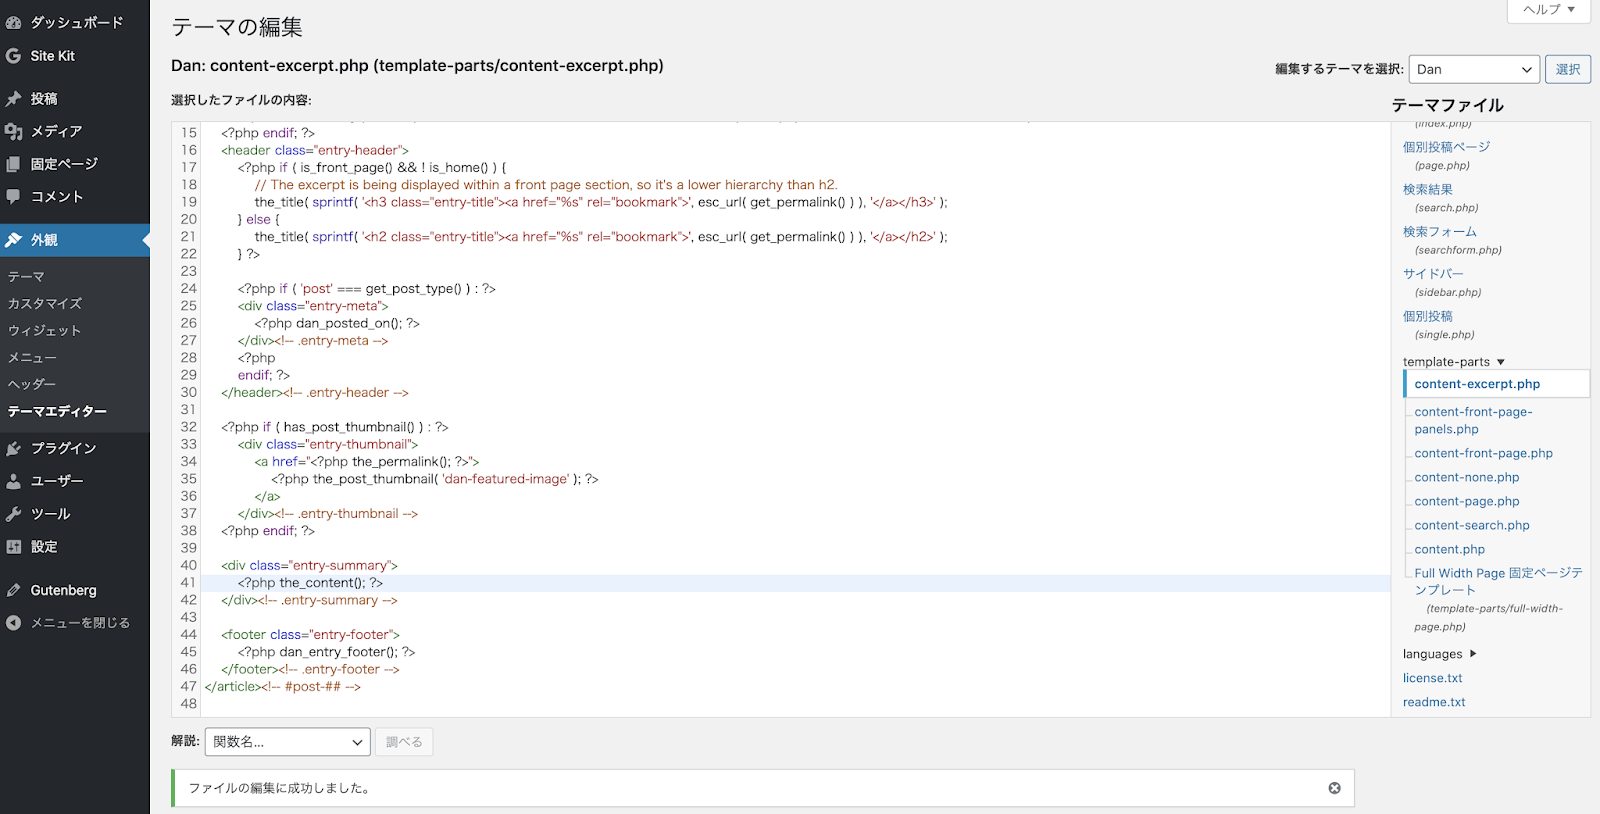 ダッシュボード
Site Kit
投稿
メディア
固定ページ
コメント
外観
テーマ
カスタマイズ
ウィジェット
メニュー
ヘッダー
テーマエディター
プラグイン
ユーザー
ツール
設定
Gutenberg
メニューを閉じる
ヘルプ ▼
テーマの編集
Dan: content-excerpt.php (template-parts/content-excerpt.php)
編集するテーマを選択: Dan 選択
選択したファイルの内容:
15 <?php endif; ?>
16 <header class="entry-header">
17 <?php if ( is_front_page() && ! is_home() ) {
18 // The excerpt is being displayed within a front page section, so it's a lower hierarchy than h2.
19 the_title( sprintf( '<h3 class="entry-title"><a href="%s" rel="bookmark">', esc_url( get_permalink() ) ), '</a></h3>' );
20 } else {
21 the_title( sprintf( '<h2 class="entry-title"><a href="%s" rel="bookmark">', esc_url( get_permalink() ) ), '</a></h2>' );
22 } ?>
23
24 <?php if ( 'post' === get_post_type() ) : ?>
25 <div class="entry-meta">
26 <?php dan_posted_on(); ?>
27 </div><!-- .entry-meta -->
28 <?php
29 endif; ?>
30 </header><!-- .entry-header -->
31
32 <?php if ( has_post_thumbnail() ) : ?>
33 <div class="entry-thumbnail">
34 <a href="<?php the_permalink(); ?>">
35 <?php the_post_thumbnail( 'dan-featured-image' ); ?>
36 </a>
37 </div><!-- .entry-thumbnail -->
38 <?php endif; ?>
39
40 <div class="entry-summary">
41 <?php the_content(); ?>
42 </div><!-- .entry-summary -->
43
44 <footer class="entry-footer">
45 <?php dan_entry_footer(); ?>
46 </footer><!-- .entry-footer -->
47 </article><!-- #post-## -->
48
テーマファイル
(index.php)
個別投稿ページ
(page.php)
検索結果
(search.php)
検索フォーム
(searchform.php)
サイドバー
(sidebar.php)
個別投稿
(single.php)
template-parts ▼
content-excerpt.php
content-front-page-
panels.php
content-front-page.php
content-none.php
content-page.php
content-search.php
content.php
Full Width Page 固定ページテ
ンプレート
(template-parts/full-width-
page.php)
languages ▶
license.txt
readme.txt
解説: 関数名... 調べる
ファイルの編集に成功しました。